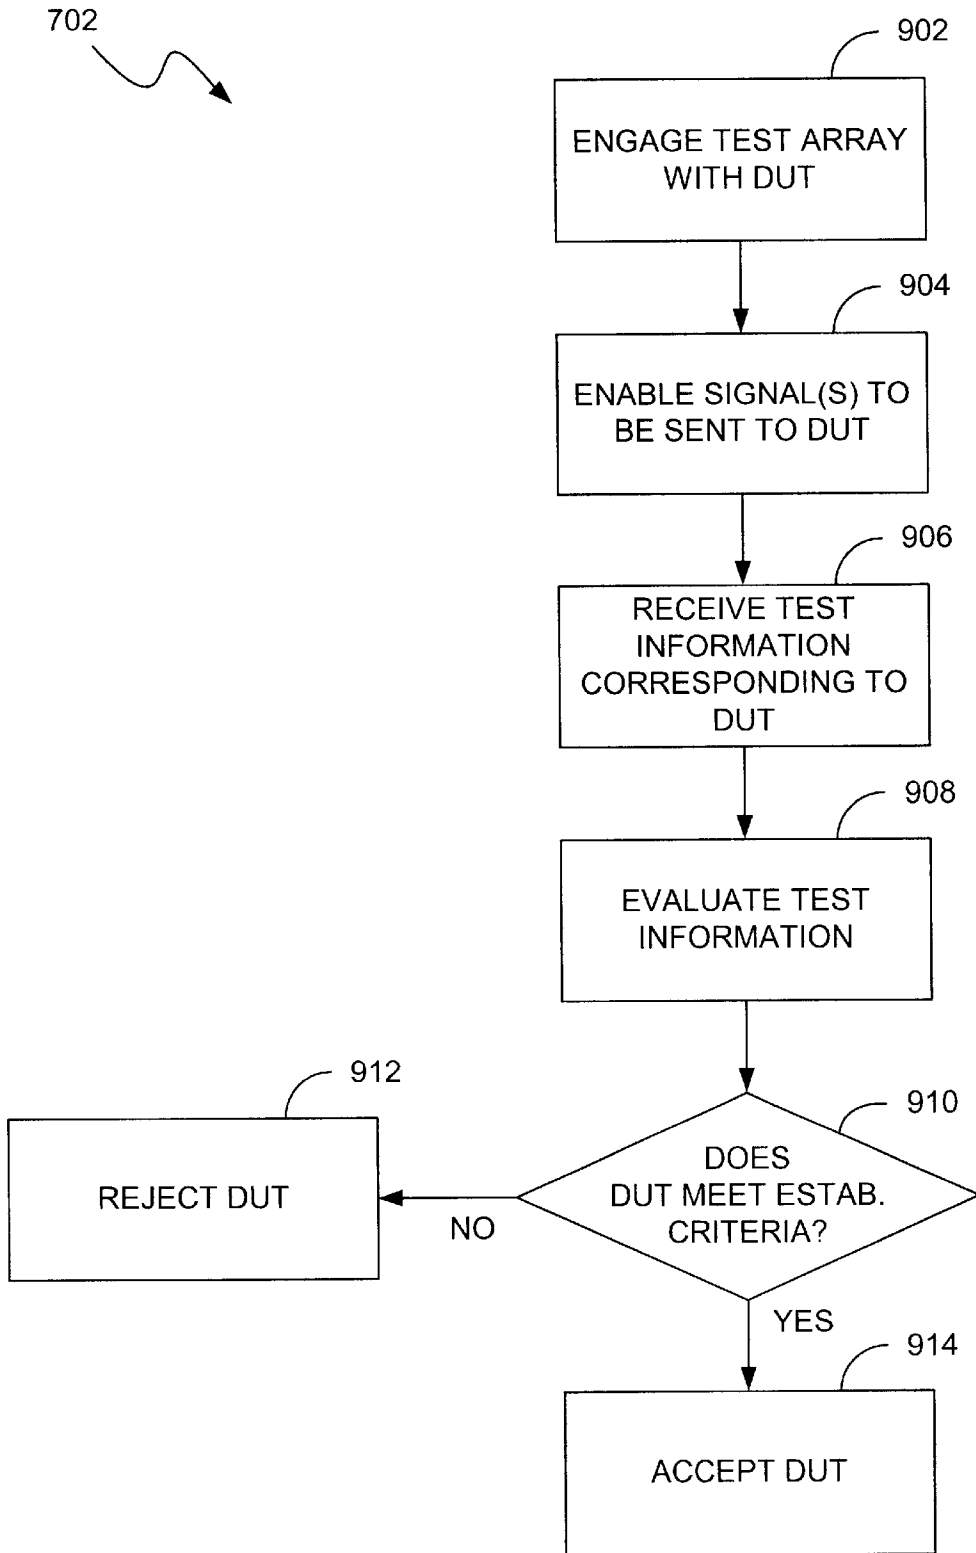 702
902
ENGAGE TEST ARRAY
WITH DUT
904
ENABLE SIGNAL(S) TO
BE SENT TO DUT
906
RECEIVE TEST
INFORMATION
CORRESPONDING TO
DUT
908
EVALUATE TEST
INFORMATION
910
DOES
DUT MEET ESTAB.
CRITERIA?
NO
912
REJECT DUT
YES
914
ACCEPT DUT